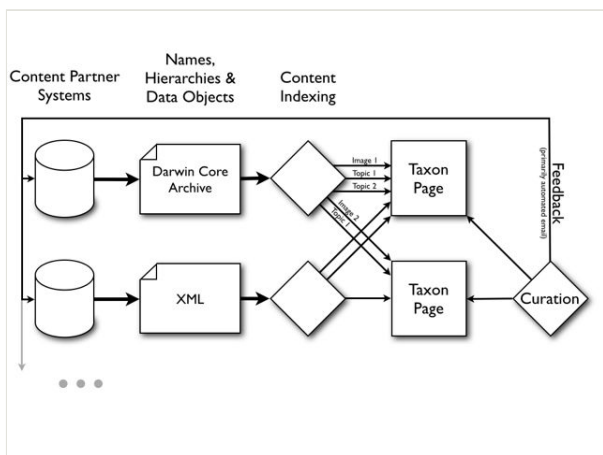 Content Partner
Systems
Names,
Hierarchies &
Data Objects
Content
Indexing
Darwin Core
Archive
Image 1
Topic 1
Topic 2
Image 2
Topic 1
Taxon
Page
Feedback
(primarily automated email)
XML
Taxon
Page
Curation